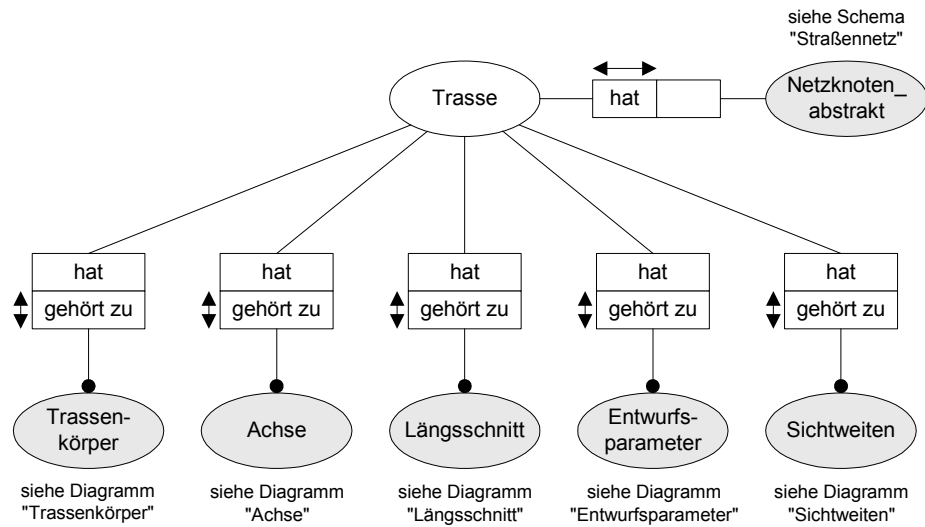 siehe Schema
"Straßennetz"
Trasse
hat
Netzknoten_
abstrakt
hat
gehört zu
hat
gehört zu
hat
gehört zu
hat
gehört zu
hat
gehört zu
Trassen-
körper
Achse
Längsschnitt
Entwurfs-
parameter
Sichtweiten
siehe Diagramm
"Trassenkörper"
siehe Diagramm
"Achse"
siehe Diagramm
"Längsschnitt"
siehe Diagramm
"Entwurfsparameter"
siehe Diagramm
"Sichtweiten"